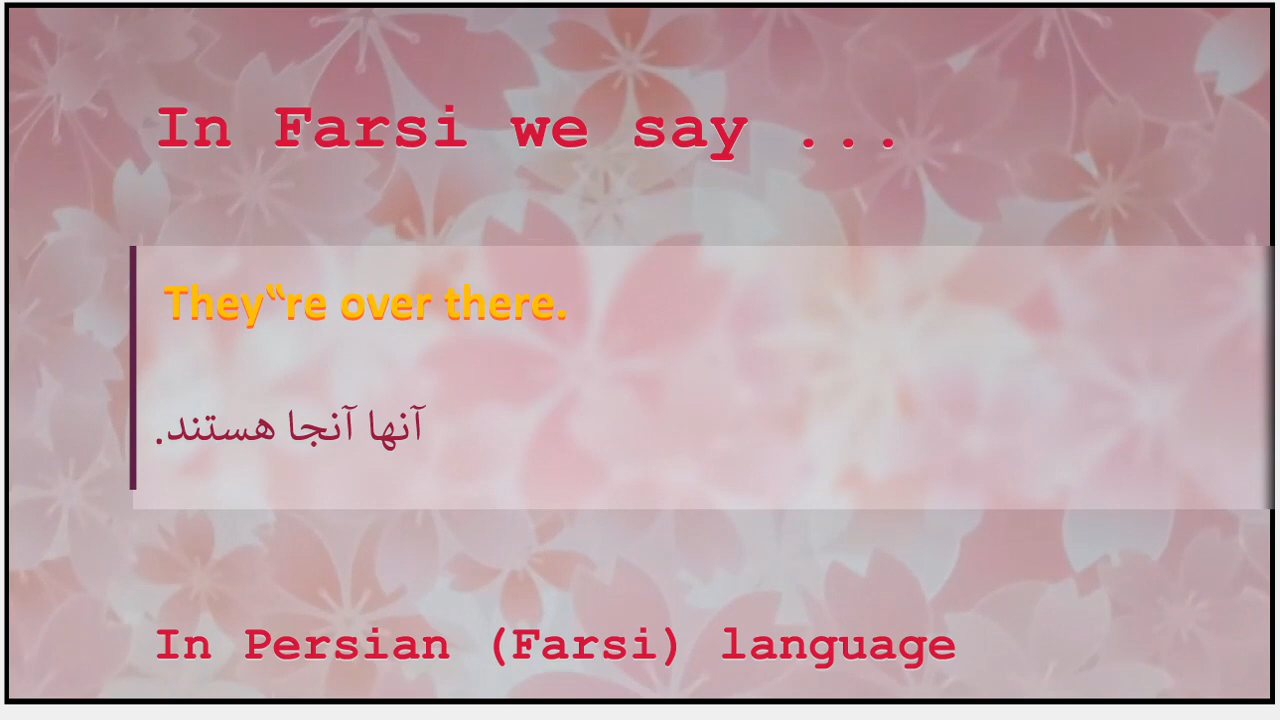 In Farsi we say ...
They‟re over there.
آنها آنجا هستند.
In Persian (Farsi) language